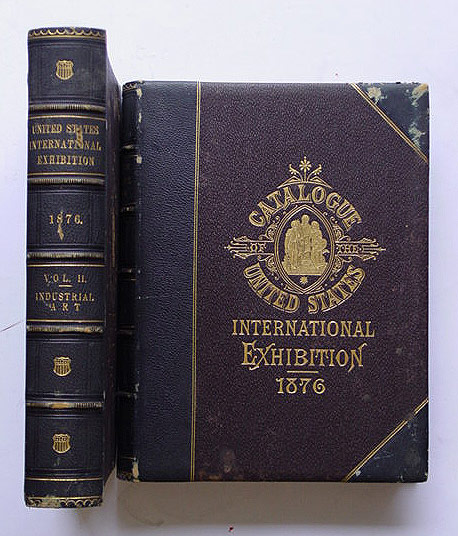 UNITED STATES
INTERNATIONAL
EXHIBITION
1876.
VOL. II.
INDUSTRIAL
ART
CATALOGUE
OF THE
UNITED STATES
INTERNATIONAL
EXHIBITION
1876